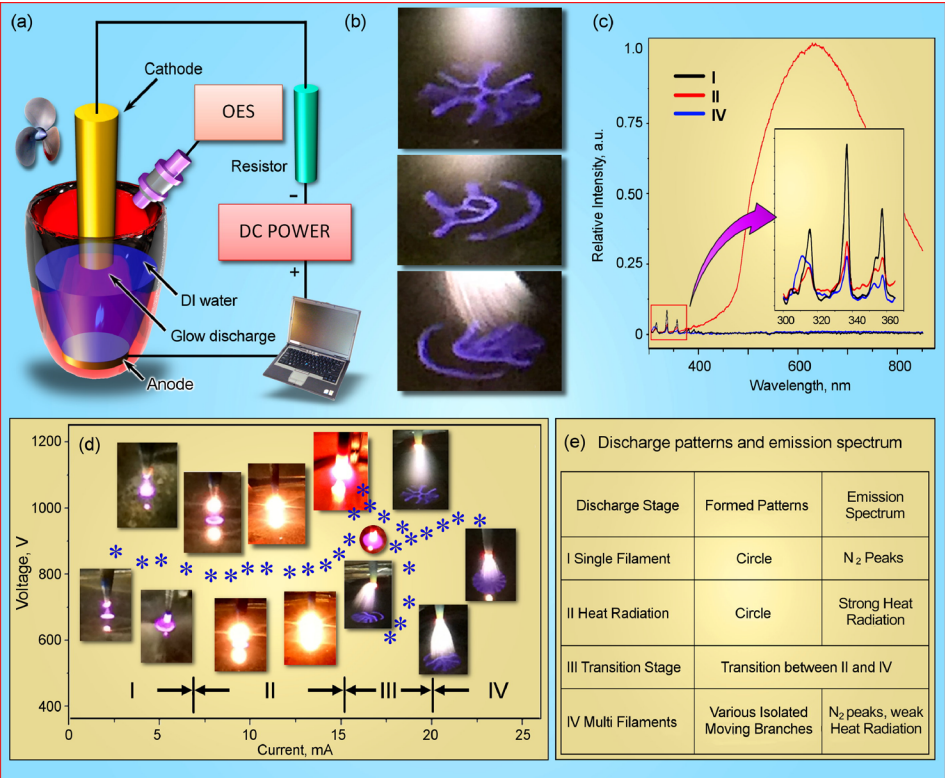 (a)
Cathode
OES
Resistor
–
DC POWER
+
DI water
Glow discharge
Anode
(b)
(c)
1.0
0.75
0.50
0.25
0
Relative Intensity, a.u.
I
II
IV
300 320 340 360
400 500 600 700 800
Wavelength, nm
(d)
1200
1000
800
600
400
Voltage, V
I II III IV
0 5 10 15 20 25
Current, mA
(e) Discharge patterns and emission spectrum
Discharge Stage
Formed Patterns
Emission
Spectrum
I Single Filament
Circle
N₂ Peaks
II Heat Radiation
Circle
Strong Heat
Radiation
III Transition Stage
Transition between II and IV
IV Multi Filaments
Various Isolated
Moving Branches
N₂ peaks, weak
Heat Radiation